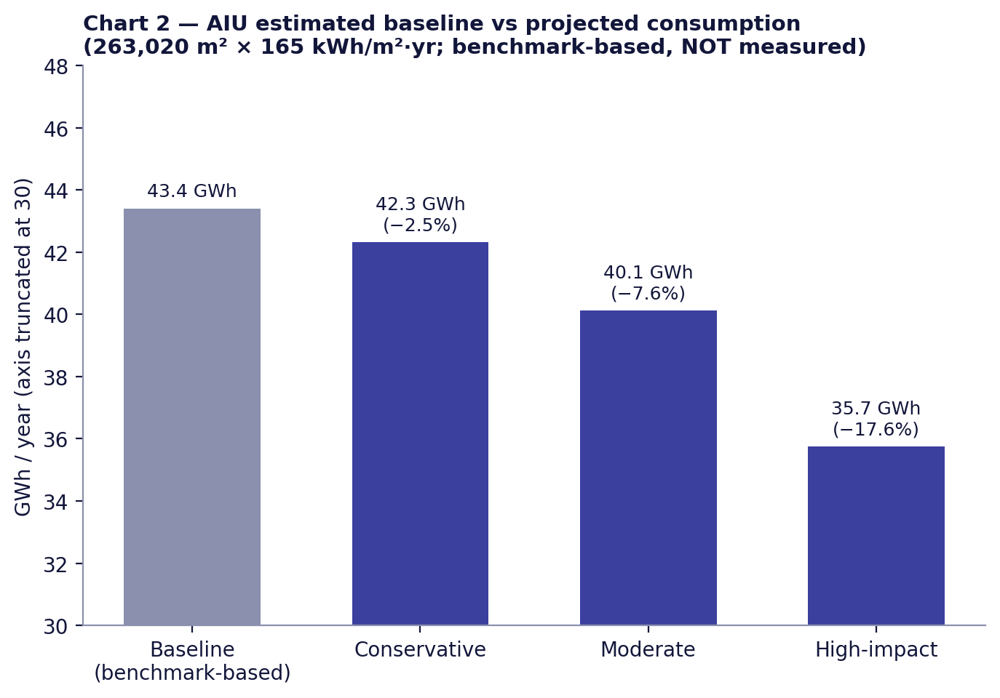 Chart 2 — AIU estimated baseline vs projected consumption
(263,020 m² × 165 kWh/m²·yr; benchmark-based, NOT measured)
GWh / year (axis truncated at 30)
48
46
44
42
40
38
36
34
32
30
43.4 GWh
42.3 GWh
(−2.5%)
40.1 GWh
(−7.6%)
35.7 GWh
(−17.6%)
Baseline
(benchmark-based)
Conservative
Moderate
High-impact